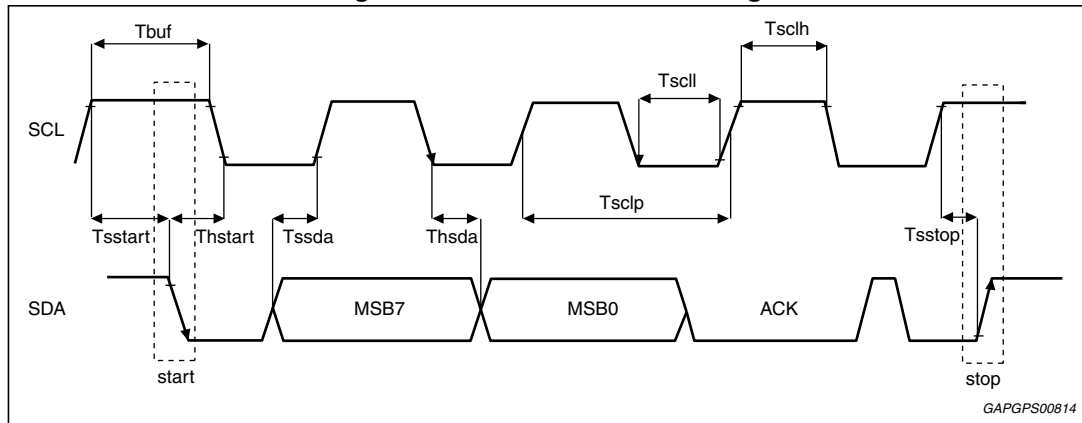 Tbuf
Tsclh
Tscll
SCL
Tsclp
Tsstart Thstart Tssda Thsda Tsstop
SDA MSB7 MSB0 ACK
start stop
GAPGPS00814